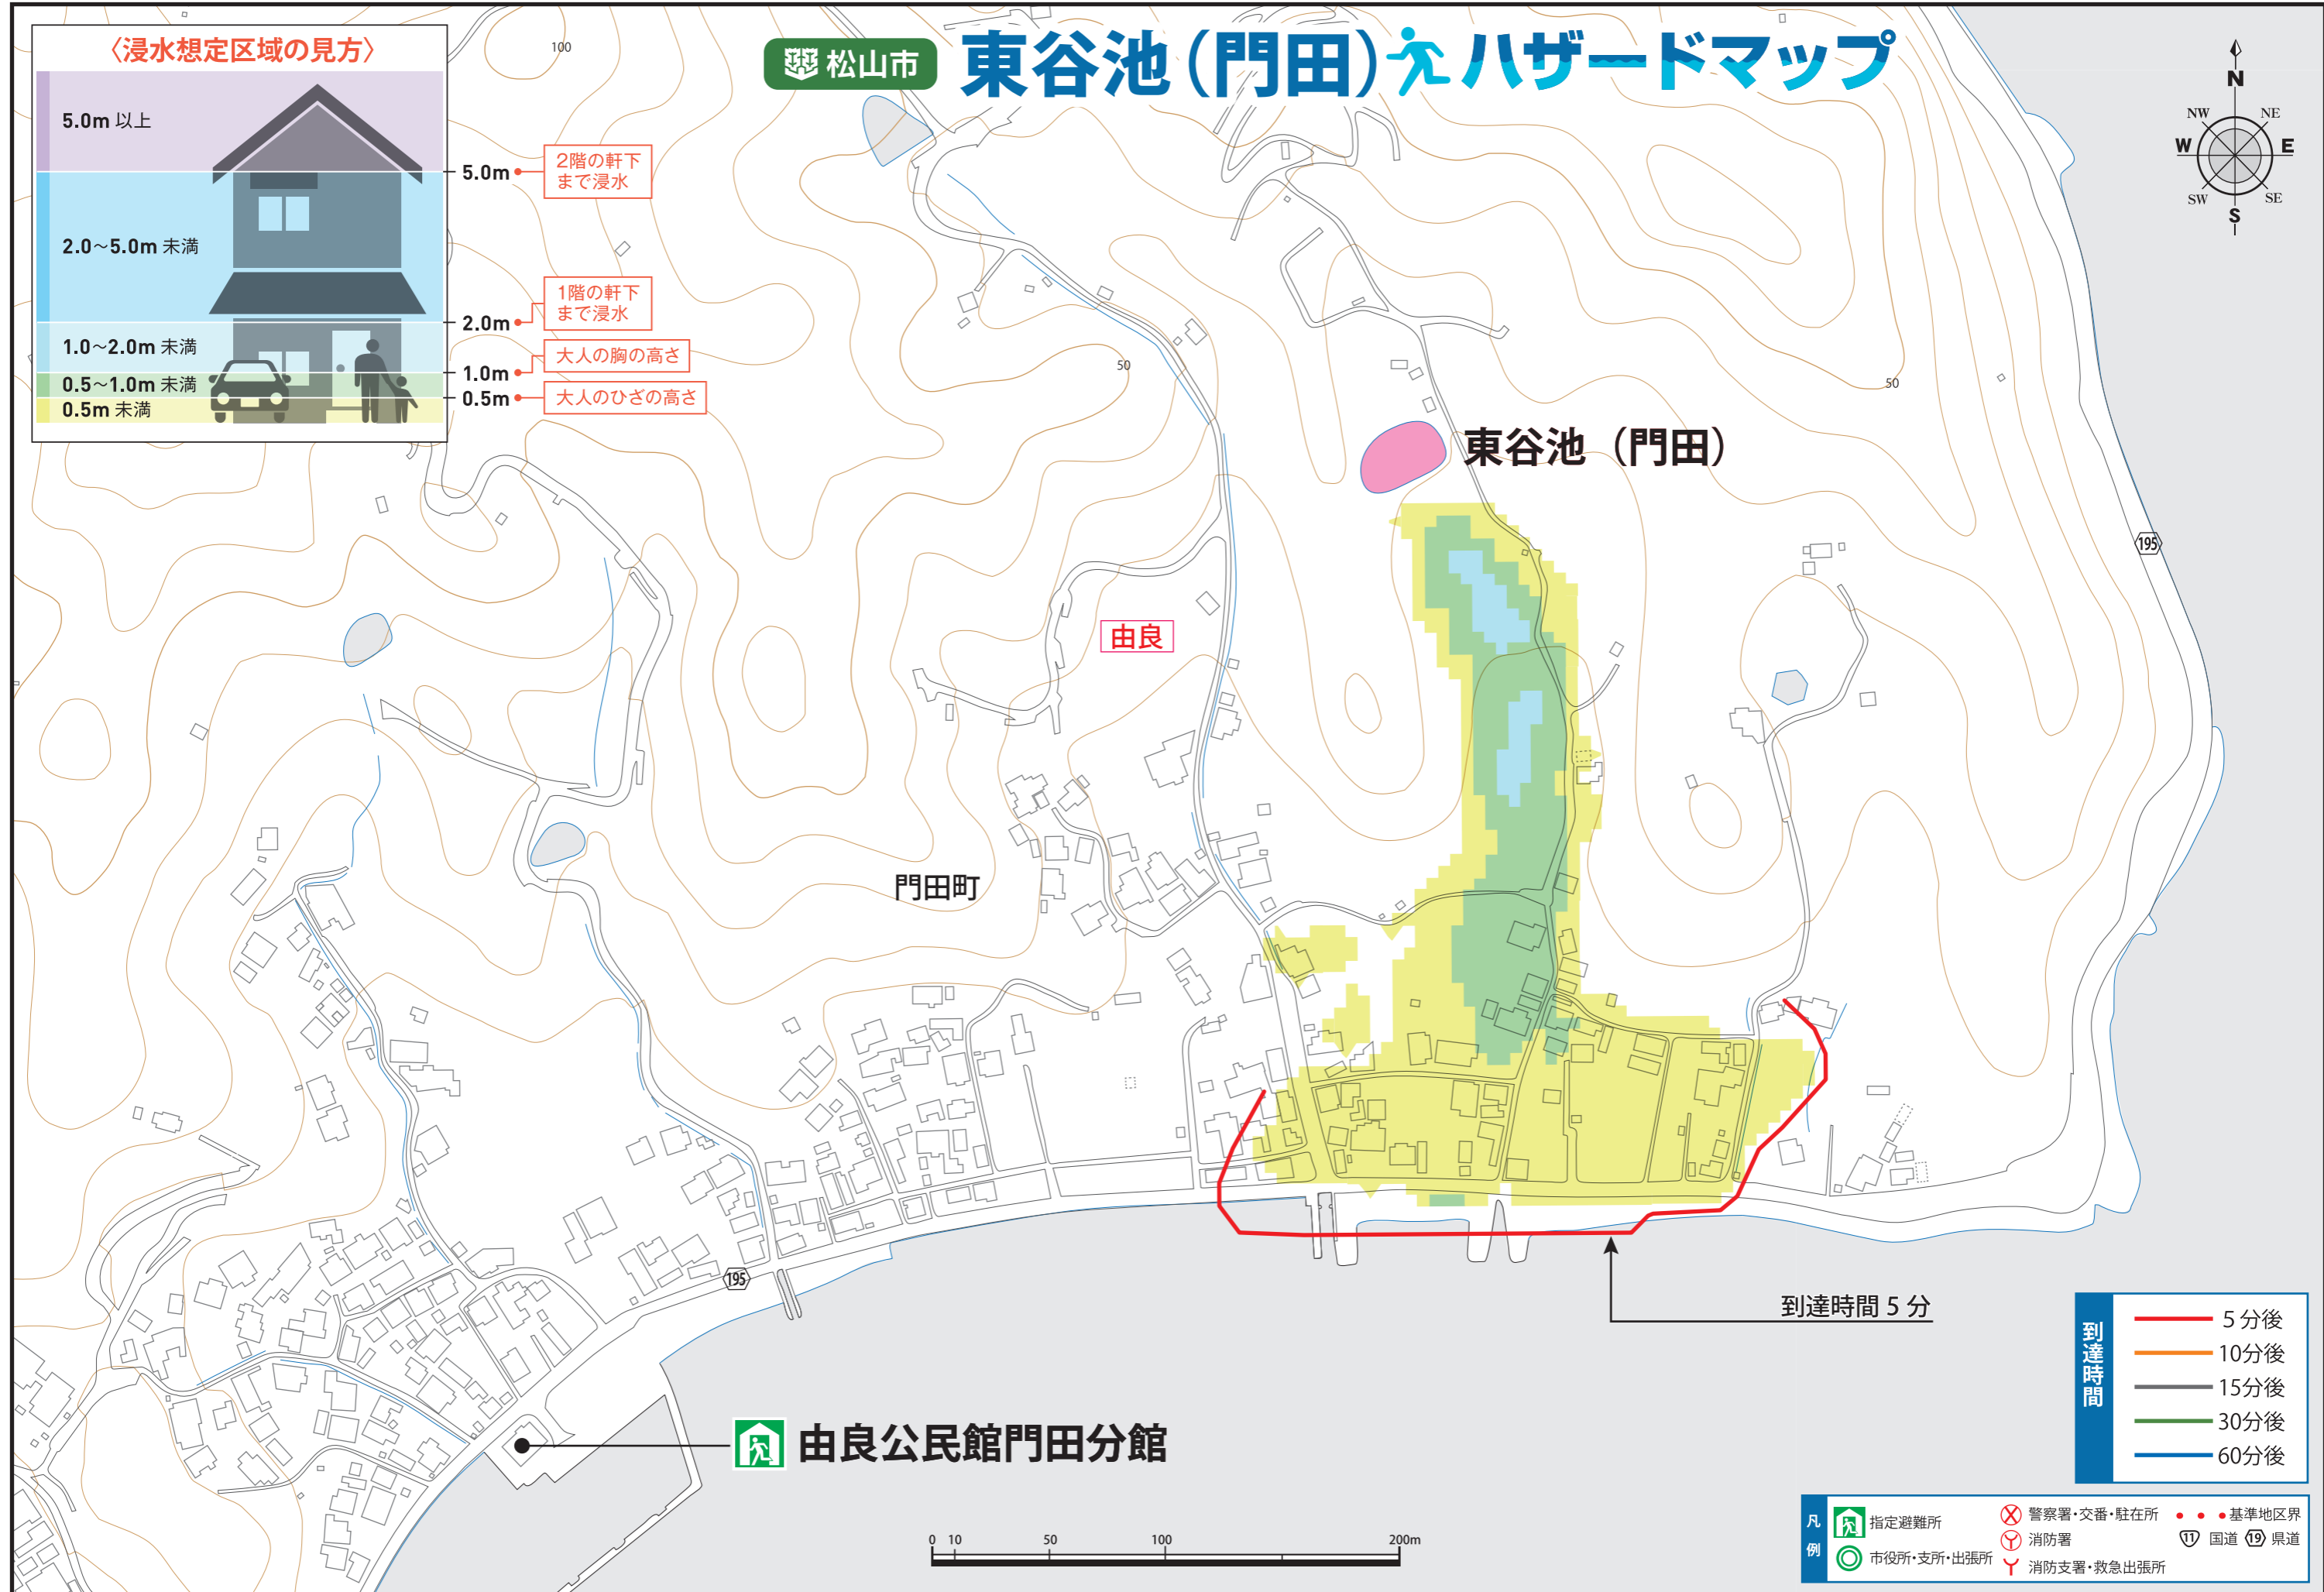 松山市 東谷池（門田）ハザードマップ
〈浸水想定区域の見方〉
5.0m 以上
2.0〜5.0m 未満
1.0〜2.0m 未満
0.5〜1.0m 未満
0.5m 未満
5.0m
2階の軒下
まで浸水
2.0m
1階の軒下
まで浸水
1.0m
大人の胸の高さ
0.5m
大人のひざの高さ
100
N
NW
NE
W
E
SW
SE
S
50
50
東谷池（門田）
195
由良
門田町
195
到達時間 5 分
由良公民館門田分館
到達時間
5 分後
10分後
15分後
30分後
60分後
0 10 50 100 200m
凡例
指定避難所
市役所・支所・出張所
警察署・交番・駐在所
消防署
消防支署・救急出張所
基準地区界
11 国道 19 県道